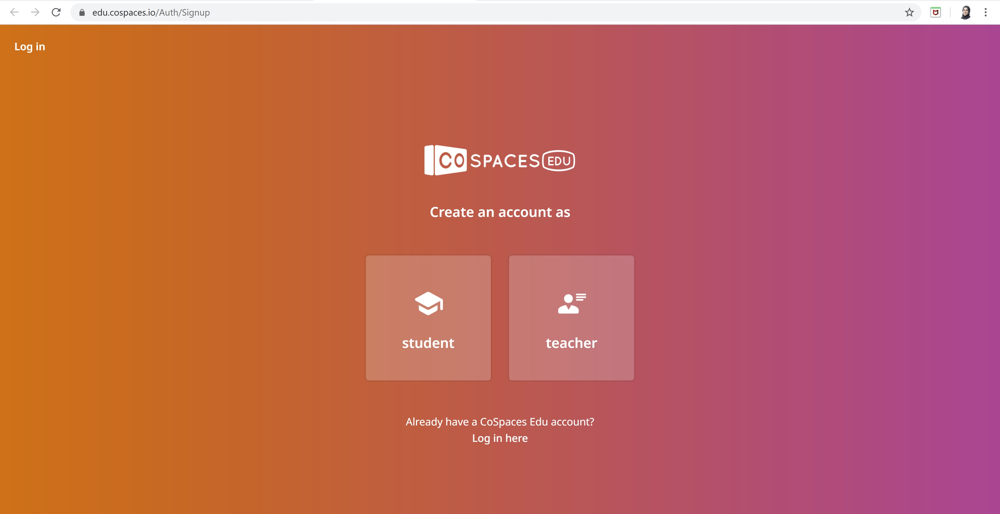 edu.cospaces.io/Auth/Signup
Log in
CO SPACES EDU
Create an account as
student
teacher
Already have a CoSpaces Edu account?
Log in here